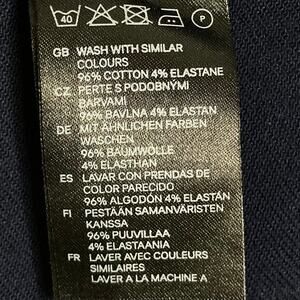 40 P
GB WASH WITH SIMILAR
COLOURS
96% COTTON 4% ELASTANE
CZ PERTE S PODOBNÝMI
BARVAMI
96% BAVLNA 4% ELASTAN
DE MIT ÄHNLICHEN FARBEN
WASCHEN
96% BAUMWOLLE
4% ELASTHAN
ES LAVAR CON PRENDAS DE
COLOR PARECIDO
96% ALGODÓN 4% ELASTÁN
FI PESTÄÄN SAMANVÄRISTEN
KANSSA
96% PUUVILLAA
4% ELASTAANIA
FR LAVER AVEC COULEURS
SIMILAIRES
LAVER A LA MACHINE A